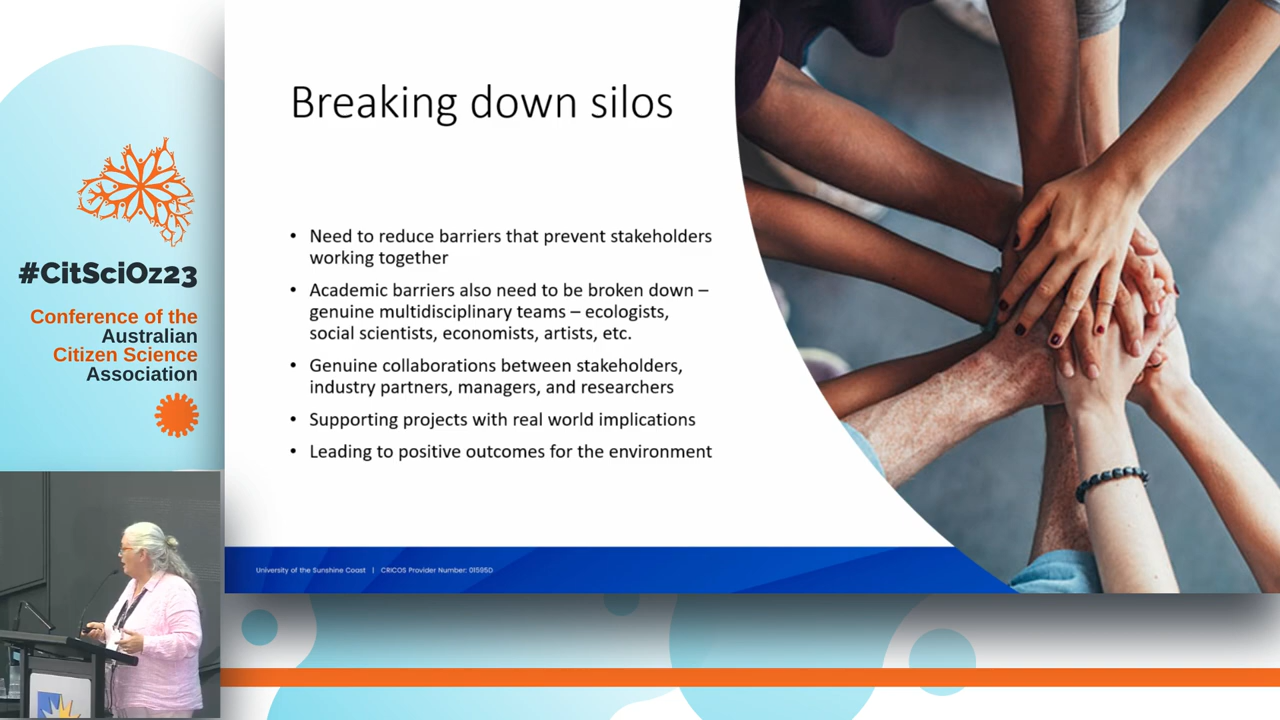 #CitSciOz23
Conference of the
Australian
Citizen Science
Association
Breaking down silos
• Need to reduce barriers that prevent stakeholders
working together
• Academic barriers also need to be broken down –
genuine multidisciplinary teams – ecologists,
social scientists, economists, artists, etc.
• Genuine collaborations between stakeholders,
industry partners, managers, and researchers
• Supporting projects with real world implications
• Leading to positive outcomes for the environment
University of the Sunshine Coast | CRICOS Provider Number: 01595D